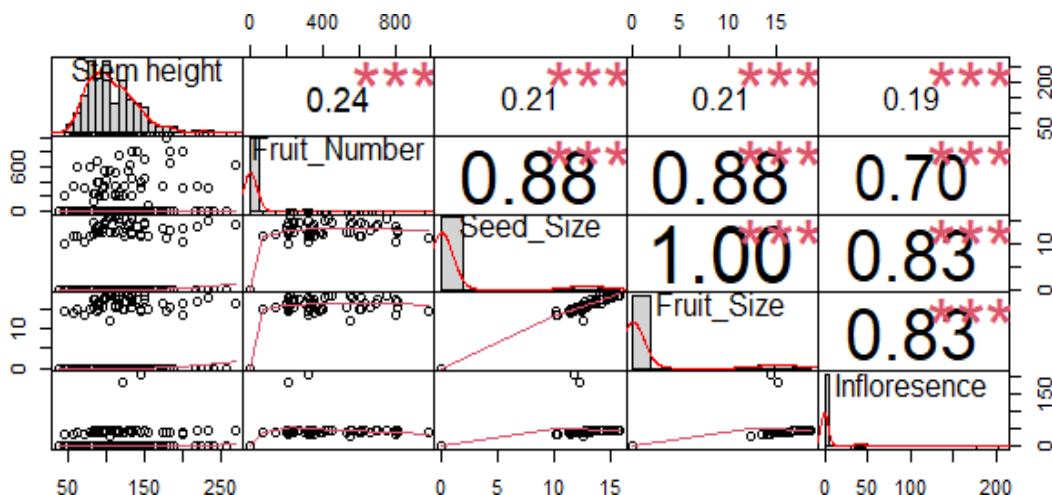 0 400 800 0 5 15
Stem height 0.24 *** 0.21 *** 0.21 *** 0.19 *** 50 200
0 600 Fruit_Number 0.88 *** 0.88 *** 0.70 ***
Seed_Size 1.00 *** 0.83 *** 0 10
0 10 Fruit_Size 0.83 ***
Infloresence 0 150
50 150 250 0 5 10 15 0 50 100 200